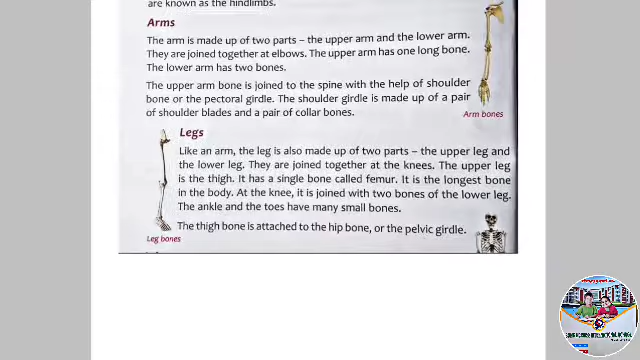 are known as the hindlimbs.
Arms
The arm is made up of two parts – the upper arm and the lower arm.
They are joined together at elbows. The upper arm has one long bone.
The lower arm has two bones.
The upper arm bone is joined to the spine with the help of shoulder
bone or the pectoral girdle. The shoulder girdle is made up of a pair
of shoulder blades and a pair of collar bones.
Arm bones
Legs
Like an arm, the leg is also made up of two parts – the upper leg and
the lower leg. They are joined together at the knees. The upper leg
is the thigh. It has a single bone called femur. It is the longest bone
in the body. At the knee, it is joined with two bones of the lower leg.
The ankle and the toes have many small bones.
The thigh bone is attached to the hip bone, or the pelvic girdle.
Leg bones